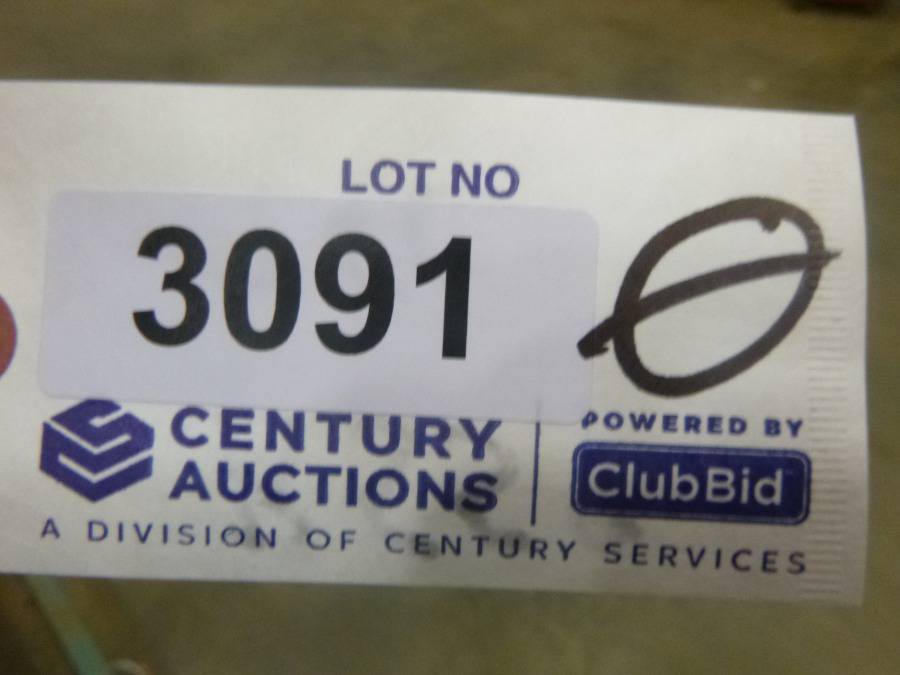 LOT NO
3091
CENTURY
AUCTIONS
A DIVISION OF CENTURY SERVICES
POWERED BY
ClubBid